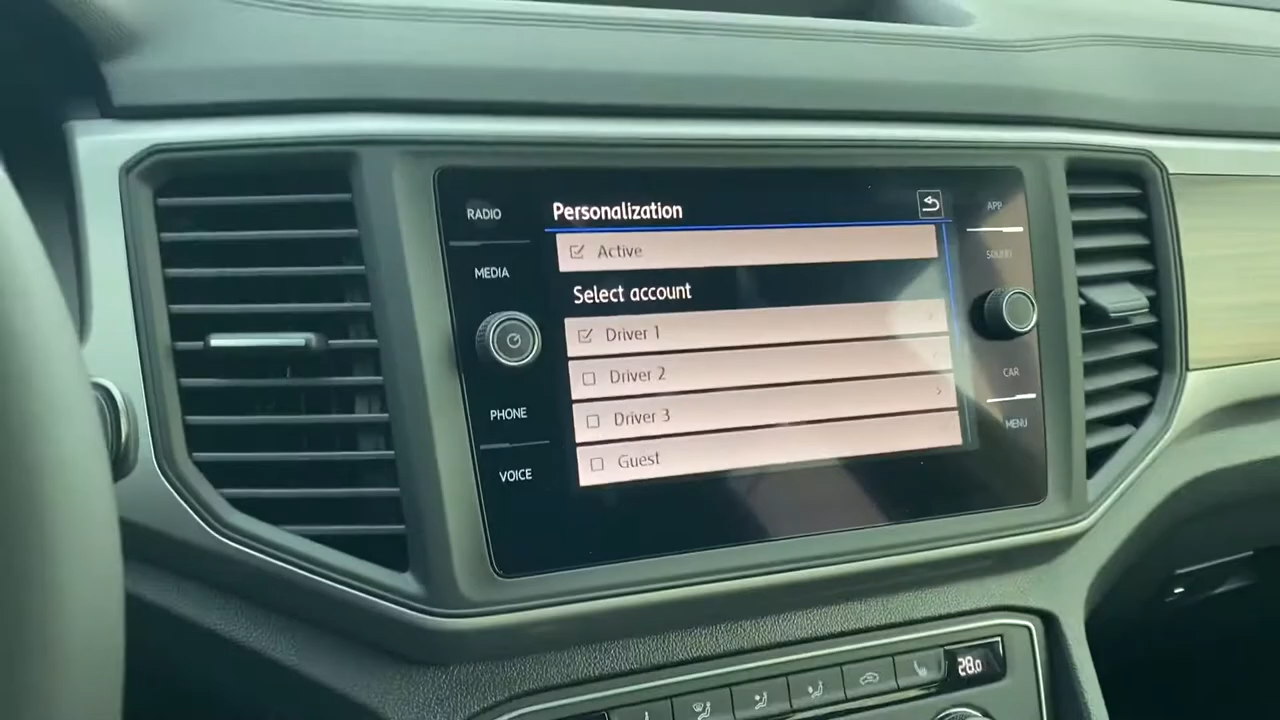 RADIO
MEDIA
PHONE
VOICE
Personalization
Active
Select account
Driver 1
Driver 2
Driver 3
Guest
APP
SOUND
CAR
MENU
28.0